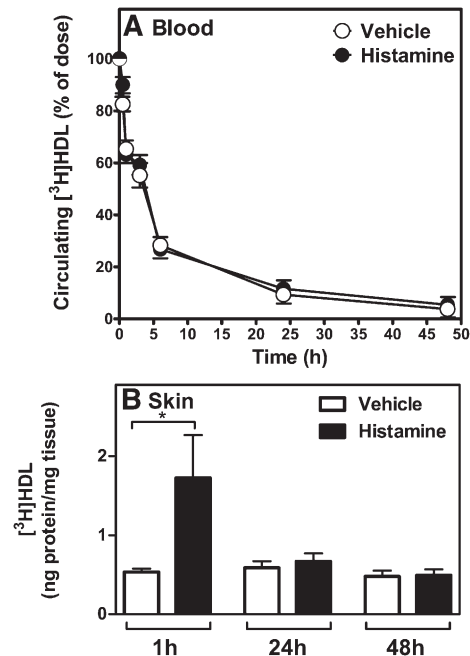 A Blood
Vehicle
Histamine
Circulating [³H]HDL (% of dose)
100
80
60
40
20
0
0 5 10 15 20 25 30 35 40 45 50
Time (h)
B Skin
Vehicle
Histamine
*
[³H]HDL
(ng protein/mg tissue)
2
1
0
1h 24h 48h